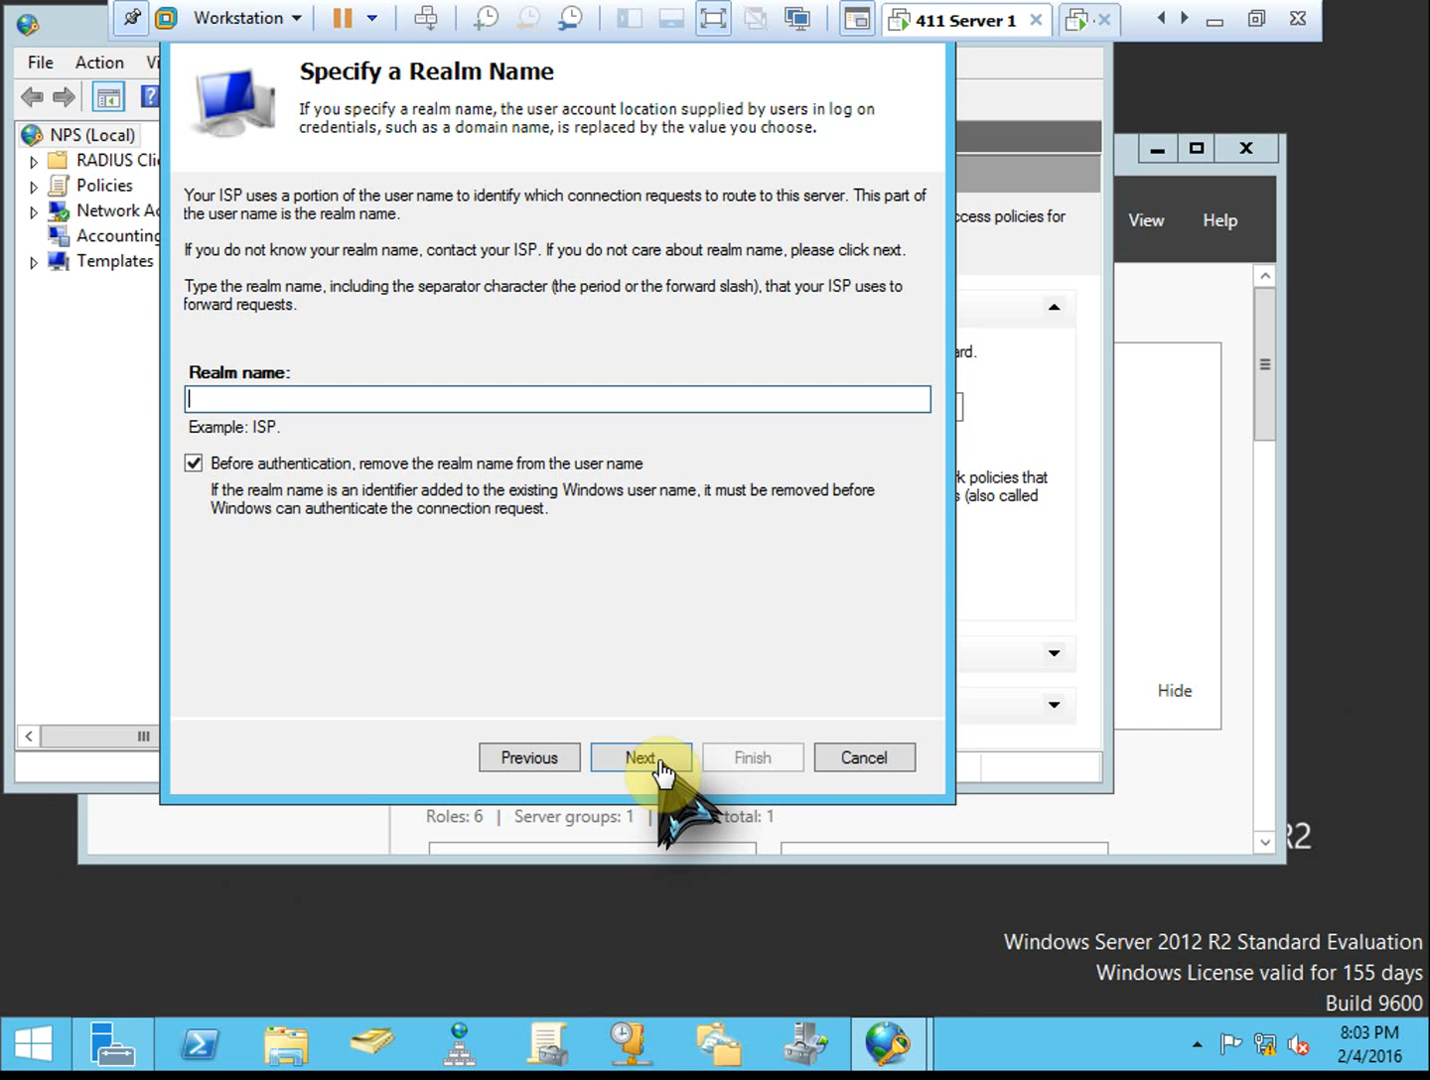 Workstation
411 Server 1
File
Action
Specify a Realm Name
If you specify a realm name, the user account location supplied by users in log on
credentials, such as a domain name, is replaced by the value you choose.
NPS (Local)
RADIUS Clie
Policies
Network Ac
Accounting
Templates
Your ISP uses a portion of the user name to identify which connection requests to route to this server. This part of
the user name is the realm name.
If you do not know your realm name, contact your ISP. If you do not care about realm name, please click next.
Type the realm name, including the separator character (the period or the forward slash), that your ISP uses to
forward requests.
Realm name:
Example: ISP.
Before authentication, remove the realm name from the user name
If the realm name is an identifier added to the existing Windows user name, it must be removed before
Windows can authenticate the connection request.
Previous
Next
Finish
Cancel
ccess policies for
ard.
k policies that
s (also called
View
Help
Hide
Roles: 6 | Server groups: 1 |
total: 1
R2
Windows Server 2012 R2 Standard Evaluation
Windows License valid for 155 days
Build 9600
8:03 PM
2/4/2016